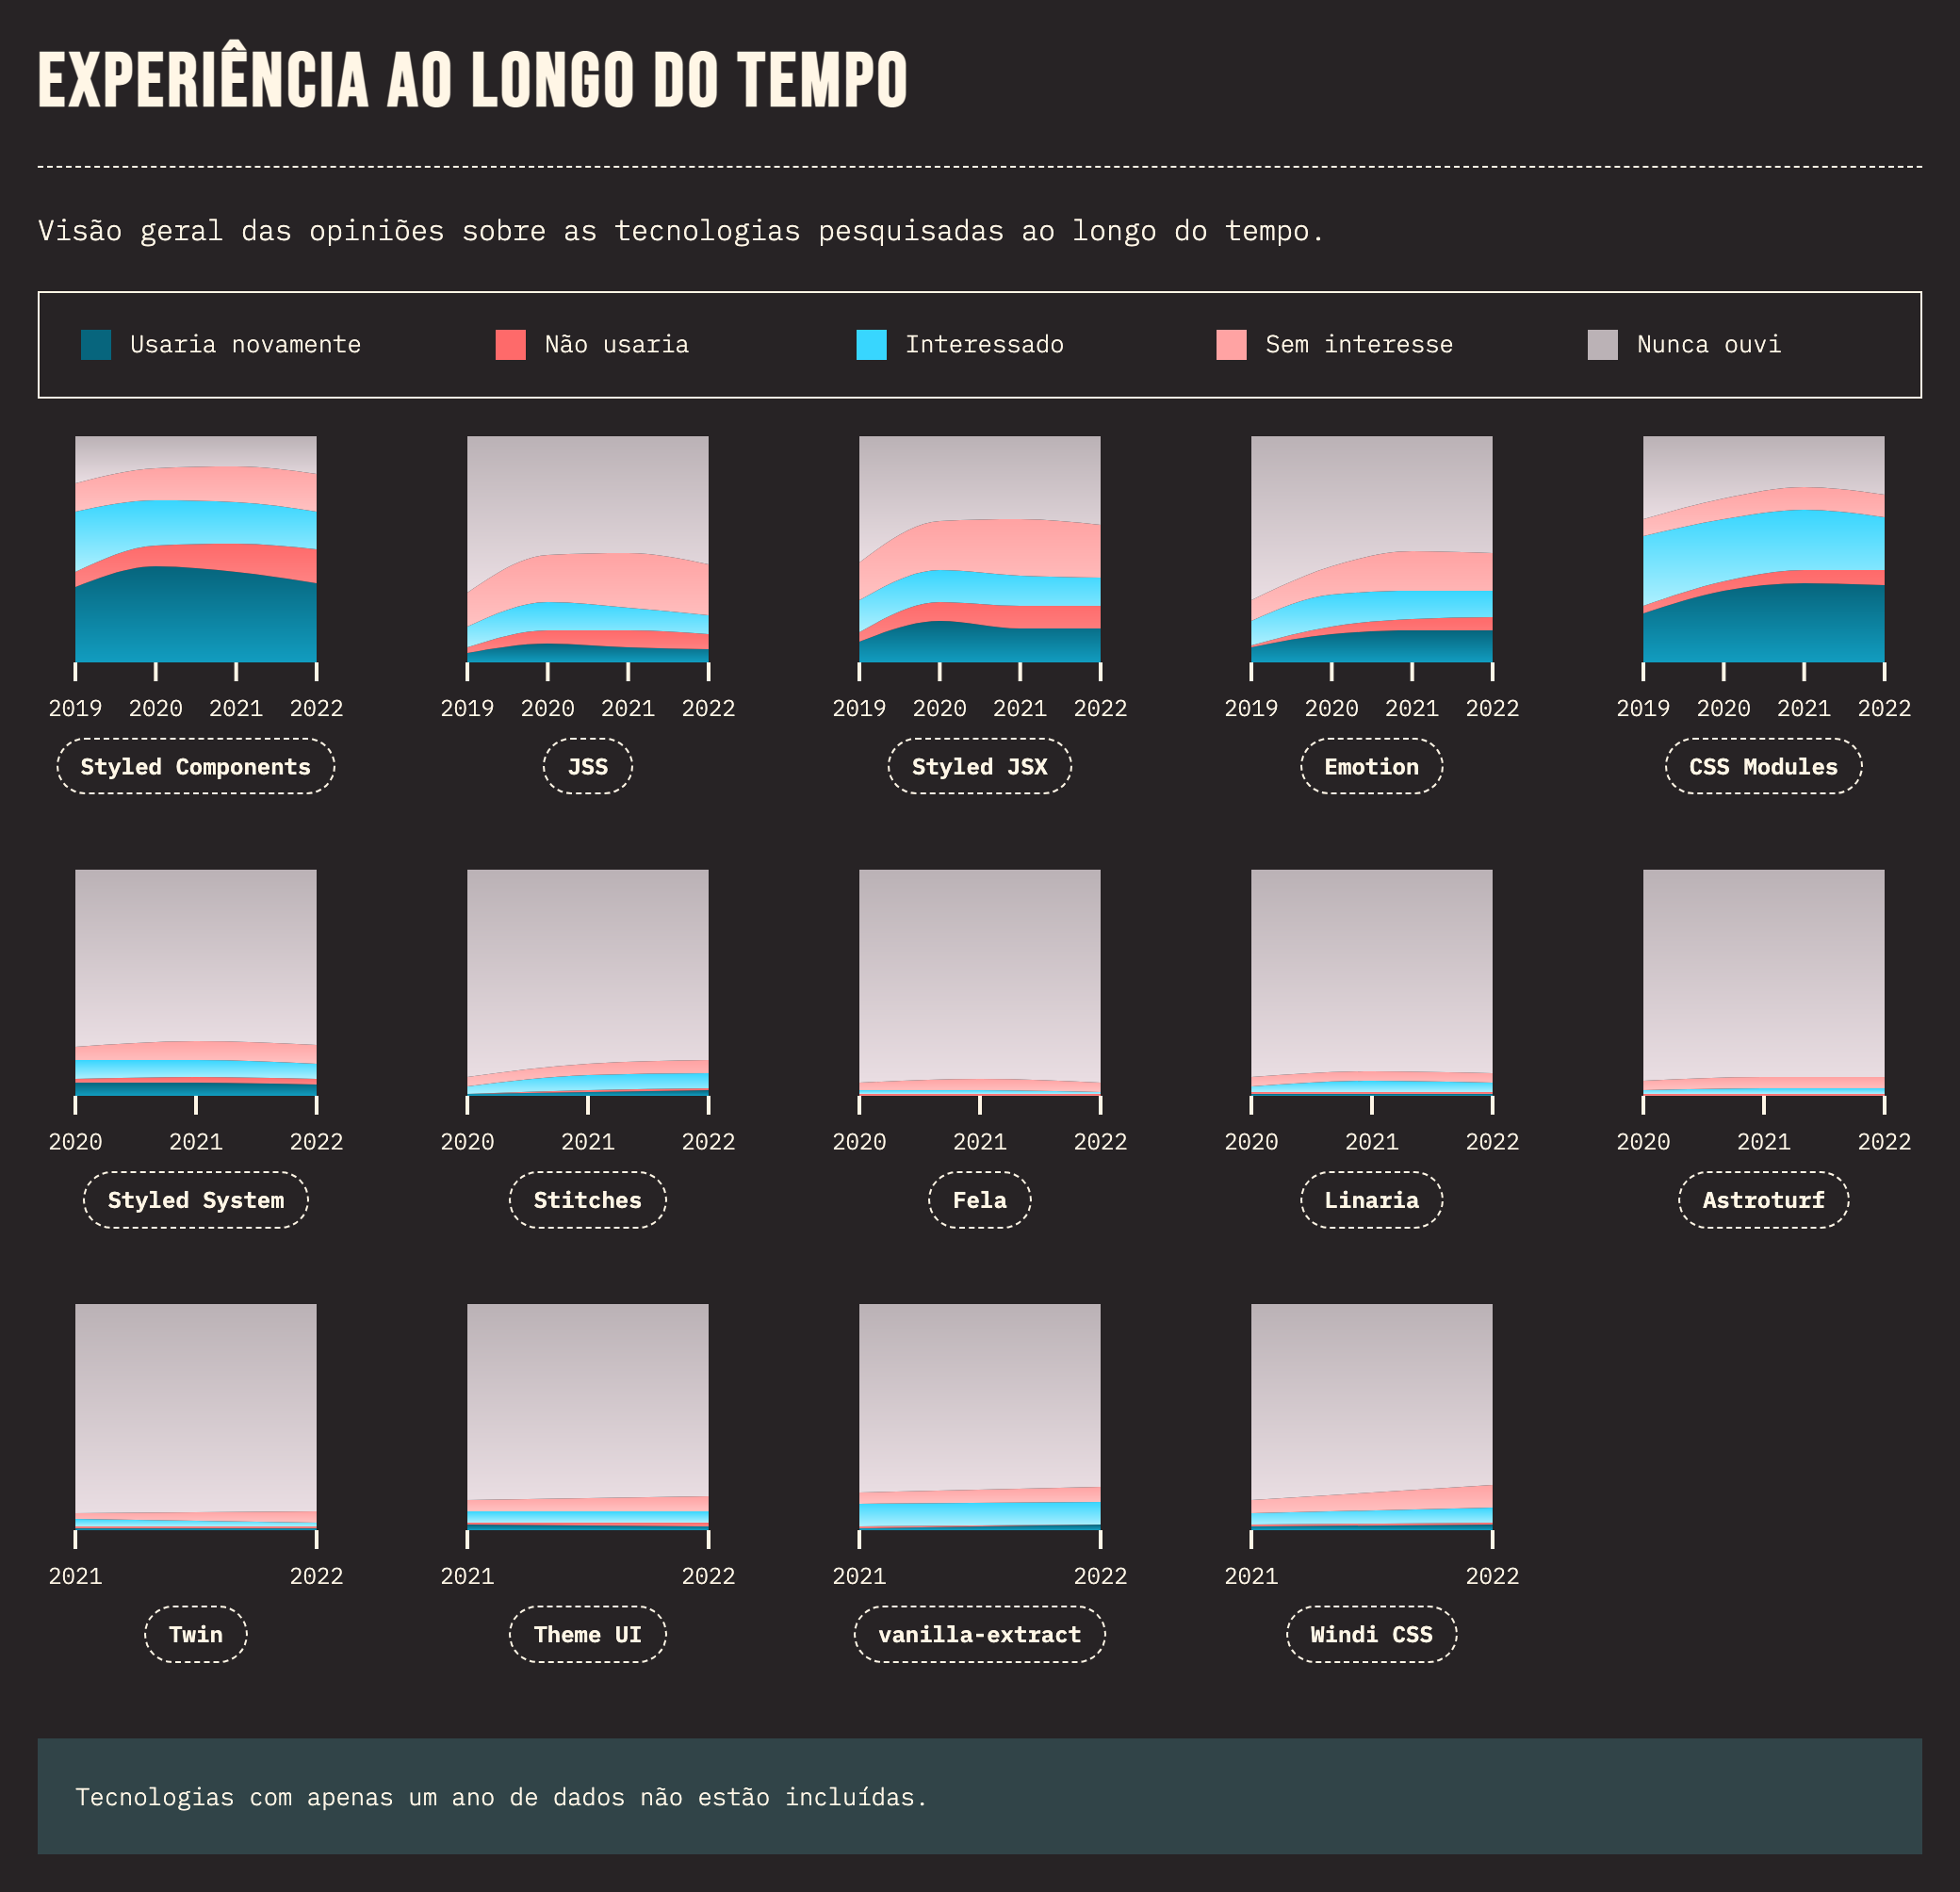 EXPERIÊNCIA AO LONGO DO TEMPO
Visão geral das opiniões sobre as tecnologias pesquisadas ao longo do tempo.
Usaria novamente Não usaria Interessado Sem interesse Nunca ouvi
2019 2020 2021 2022 2019 2020 2021 2022 2019 2020 2021 2022 2019 2020 2021 2022 2019 2020 2021 2022
Styled Components JSS Styled JSX Emotion CSS Modules
2020 2021 2022 2020 2021 2022 2020 2021 2022 2020 2021 2022 2020 2021 2022
Styled System Stitches Fela Linaria Astroturf
2021 2022 2021 2022 2021 2022 2021 2022
Twin Theme UI vanilla-extract Windi CSS
Tecnologias com apenas um ano de dados não estão incluídas.